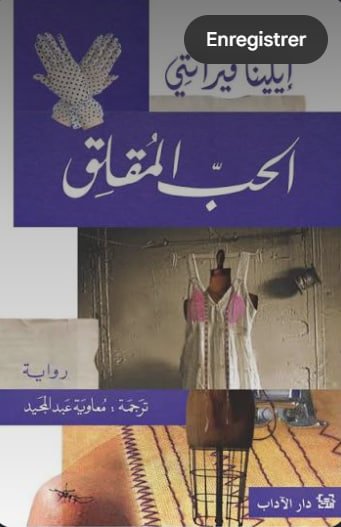 Enregistrer
إيلينا فيرانتي
الحبّ المُقلِق
رواية
ترجمة : مُعاوية عبد المجيد
دار الآداب